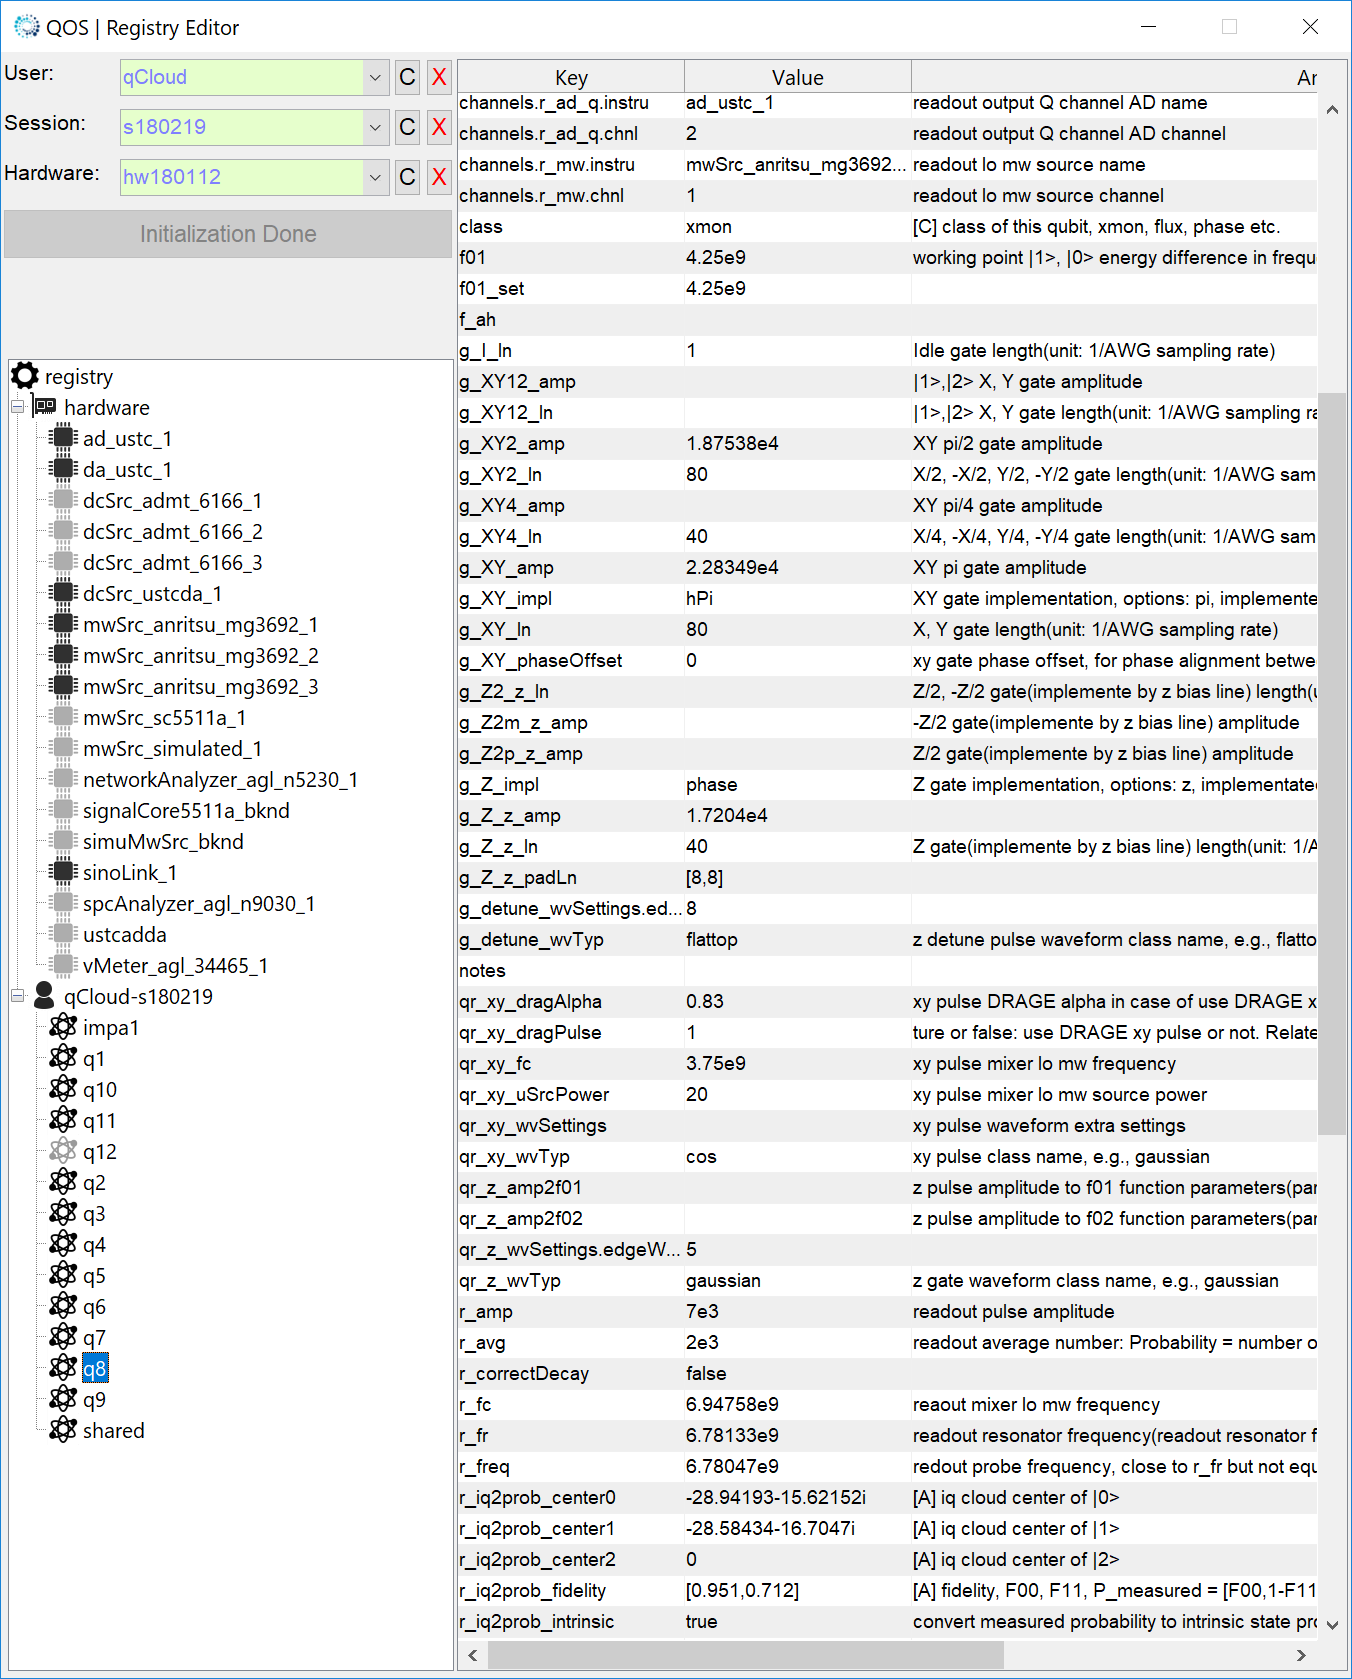 QOS | Registry Editor
User:
qCloud
C
X
Session:
s180219
C
X
Hardware:
hw180112
C
X
Initialization Done
registry
hardware
ad_ustc_1
da_ustc_1
dcSrc_admt_6166_1
dcSrc_admt_6166_2
dcSrc_admt_6166_3
dcSrc_ustcda_1
mwSrc_anritsu_mg3692_1
mwSrc_anritsu_mg3692_2
mwSrc_anritsu_mg3692_3
mwSrc_sc5511a_1
mwSrc_simulated_1
networkAnalyzer_agl_n5230_1
signalCore5511a_bknd
simuMwSrc_bknd
sinoLink_1
spcAnalyzer_agl_n9030_1
ustcadda
vMeter_agl_34465_1
qCloud-s180219
impa1
q1
q10
q11
q12
q2
q3
q4
q5
q6
q7
q8
q9
shared
Key Value Ar
channels.r_ad_q.instru ad_ustc_1 readout output Q channel AD name
channels.r_ad_q.chnl 2 readout output Q channel AD channel
channels.r_mw.instru mwSrc_anritsu_mg3692... readout lo mw source name
channels.r_mw.chnl 1 readout lo mw source channel
class xmon [C] class of this qubit, xmon, flux, phase etc.
f01 4.25e9 working point |1>, |0> energy difference in frequ
f01_set 4.25e9
f_ah
g_I_ln 1 Idle gate length(unit: 1/AWG sampling rate)
g_XY12_amp |1>,|2> X, Y gate amplitude
g_XY12_ln |1>,|2> X, Y gate length(unit: 1/AWG sampling ra
g_XY2_amp 1.87538e4 XY pi/2 gate amplitude
g_XY2_ln 80 X/2, -X/2, Y/2, -Y/2 gate length(unit: 1/AWG sam
g_XY4_amp XY pi/4 gate amplitude
g_XY4_ln 40 X/4, -X/4, Y/4, -Y/4 gate length(unit: 1/AWG sam
g_XY_amp 2.28349e4 XY pi gate amplitude
g_XY_impl hPi XY gate implementation, options: pi, implemente
g_XY_ln 80 X, Y gate length(unit: 1/AWG sampling rate)
g_XY_phaseOffset 0 xy gate phase offset, for phase alignment betwe
g_Z2_z_ln Z/2, -Z/2 gate(implemente by z bias line) length(u
g_Z2m_z_amp -Z/2 gate(implemente by z bias line) amplitude
g_Z2p_z_amp Z/2 gate(implemente by z bias line) amplitude
g_Z_impl phase Z gate implementation, options: z, implementate
g_Z_z_amp 1.7204e4
g_Z_z_ln 40 Z gate(implemente by z bias line) length(unit: 1/A
g_Z_z_padLn [8,8]
g_detune_wvSettings.ed... 8
g_detune_wvTyp flattop z detune pulse waveform class name, e.g., flatto
notes
qr_xy_dragAlpha 0.83 xy pulse DRAGE alpha in case of use DRAGE x
qr_xy_dragPulse 1 ture or false: use DRAGE xy pulse or not. Relate
qr_xy_fc 3.75e9 xy pulse mixer lo mw frequency
qr_xy_uSrcPower 20 xy pulse mixer lo mw source power
qr_xy_wvSettings xy pulse waveform extra settings
qr_xy_wvTyp cos xy pulse class name, e.g., gaussian
qr_z_amp2f01 z pulse amplitude to f01 function parameters(par
qr_z_amp2f02 z pulse amplitude to f02 function parameters(par
qr_z_wvSettings.edgeW... 5
qr_z_wvTyp gaussian z gate waveform class name, e.g., gaussian
r_amp 7e3 readout pulse amplitude
r_avg 2e3 readout average number: Probability = number o
r_correctDecay false
r_fc 6.94758e9 reaout mixer lo mw frequency
r_fr 6.78133e9 readout resonator frequency(readout resonator f
r_freq 6.78047e9 redout probe frequency, close to r_fr but not equ
r_iq2prob_center0 -28.94193-15.62152i [A] iq cloud center of |0>
r_iq2prob_center1 -28.58434-16.7047i [A] iq cloud center of |1>
r_iq2prob_center2 0 [A] iq cloud center of |2>
r_iq2prob_fidelity [0.951,0.712] [A] fidelity, F00, F11, P_measured = [F00,1-F11
r_iq2prob_intrinsic true convert measured probability to intrinsic state pro